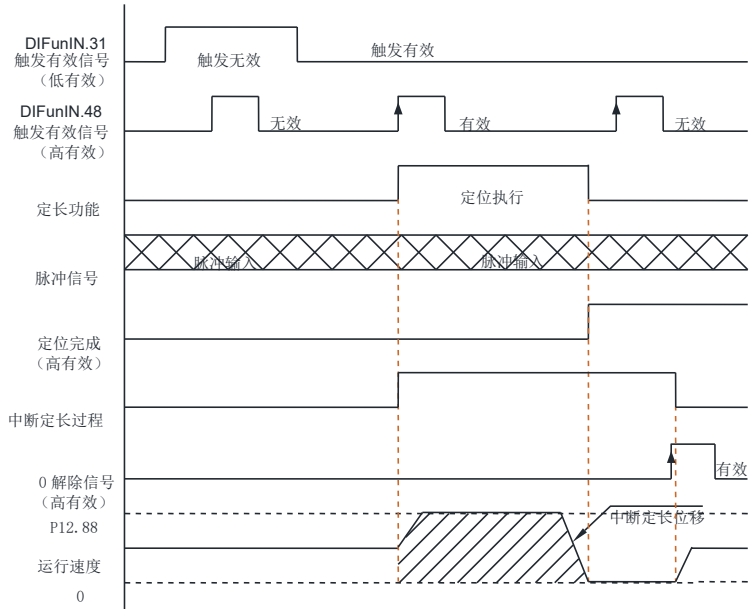 DIFunIN.31
触发有效信号
（低有效）
触发无效
触发有效
DIFunIN.48
触发有效信号
（高有效）
无效
有效
无效
定长功能
定位执行
脉冲信号
脉冲输入
脉冲输入
定位完成
（高有效）
中断定长过程
0 解除信号
（高有效）
有效
P12.88
中断定长位移
运行速度
0